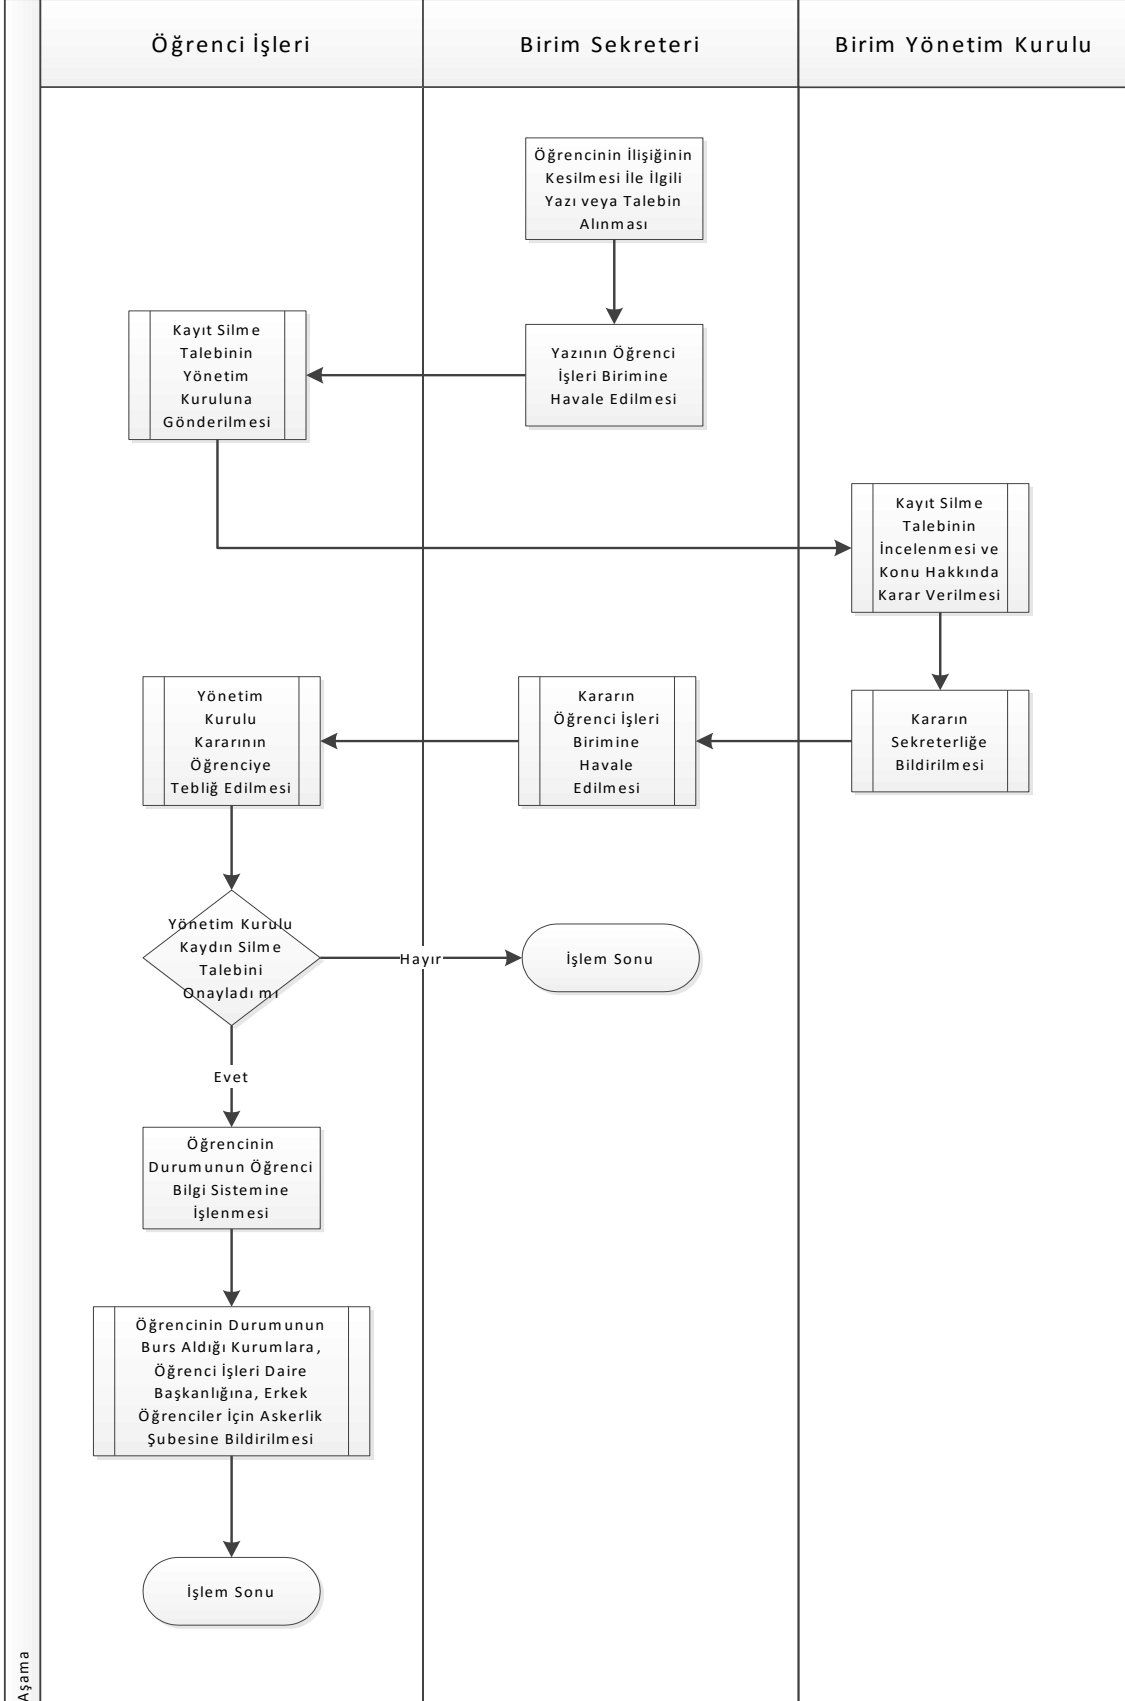 Öğrenci İşleri
Birim Sekreteri
Birim Yönetim Kurulu
Öğrencinin İlişiğinin
Kesilmesi İle İlgili
Yazı veya Talebin
Alınması
Yazının Öğrenci
İşleri Birimine
Havale Edilmesi
Kayıt Silme
Talebinin
Yönetim
Kuruluna
Gönderilmesi
Kayıt Silme
Talebinin
İncelenmesi ve
Konu Hakkında
Karar Verilmesi
Kararın
Sekreterliğe
Bildirilmesi
Kararın
Öğrenci İşleri
Birimine
Havale
Edilmesi
Yönetim
Kurulu
Kararının
Öğrenciye
Tebliğ Edilmesi
Yönetim Kurulu
Kaydın Silme
Talebini
Onayladı mı
Hayır
İşlem Sonu
Evet
Öğrencinin
Durumunun Öğrenci
Bilgi Sistemine
İşlenmesi
Öğrencinin Durumunun
Burs Aldığı Kurumlara,
Öğrenci İşleri Daire
Başkanlığına, Erkek
Öğrenciler İçin Askerlik
Şubesine Bildirilmesi
İşlem Sonu
Aşama